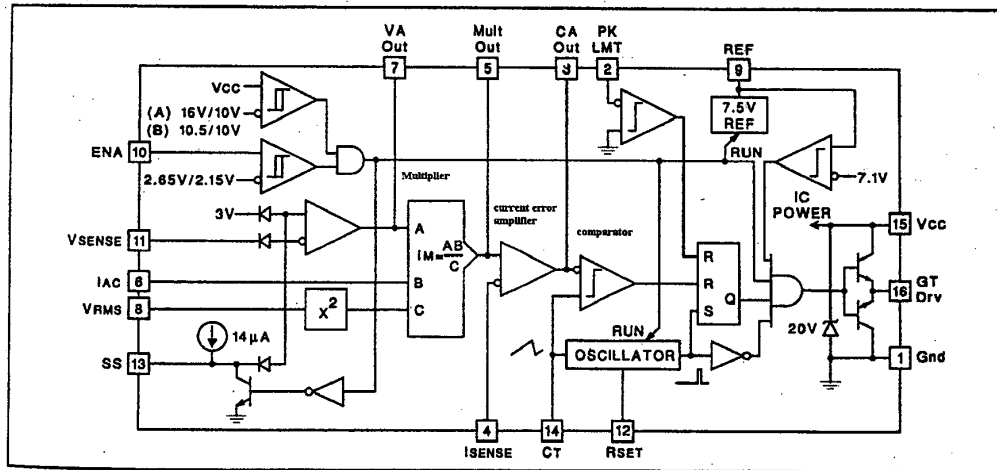 VA Out
7
Mult Out
5
CA Out
3
PK LMT
2
REF
9
VCC
(A) 16V/10V
(B) 10.5/10V
ENA
10
2.65V/2.15V
7.5V REF
RUN
7.1V
IC POWER
15
VCC
Multiplier
3V
VSENSE
11
A
IM=AB/C
B
C
current error amplifier
comparator
IAC
6
VRMS
8
X²
R
R
S
Q
16
GT Drv
20V
14µA
SS
13
RUN
OSCILLATOR
1
Gnd
4
ISENSE
14
CT
12
RSET